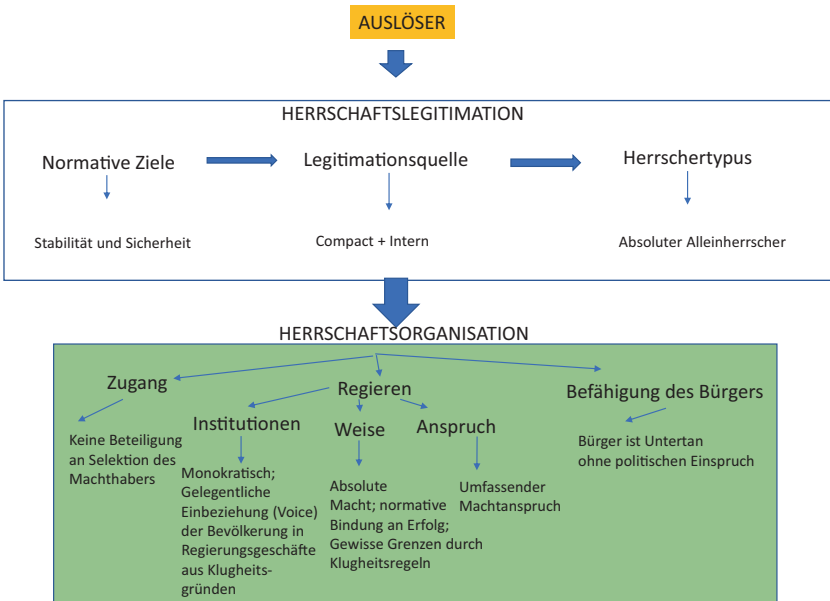 AUSLÖSER
HERRSCHAFTSLEGITIMATION
Normative Ziele
Legitimationsquelle
Herrschertypus
Stabilität und Sicherheit
Compact + Intern
Absoluter Alleinherrscher
HERRSCHAFTSORGANISATION
Zugang
Keine Beteiligung
an Selektion des
Machthabers
Regieren
Institutionen
Monokratisch;
Gelegentliche
Einbeziehung (Voice)
der Bevölkerung in
Regierungsgeschäfte
aus Klugheits-
gründen
Weise
Absolute
Macht; normative
Bindung an Erfolg;
Gewisse Grenzen durch
Klugheitsregeln
Anspruch
Umfassender
Machtanspruch
Befähigung des Bürgers
Bürger ist Untertan
ohne politischen Einspruch